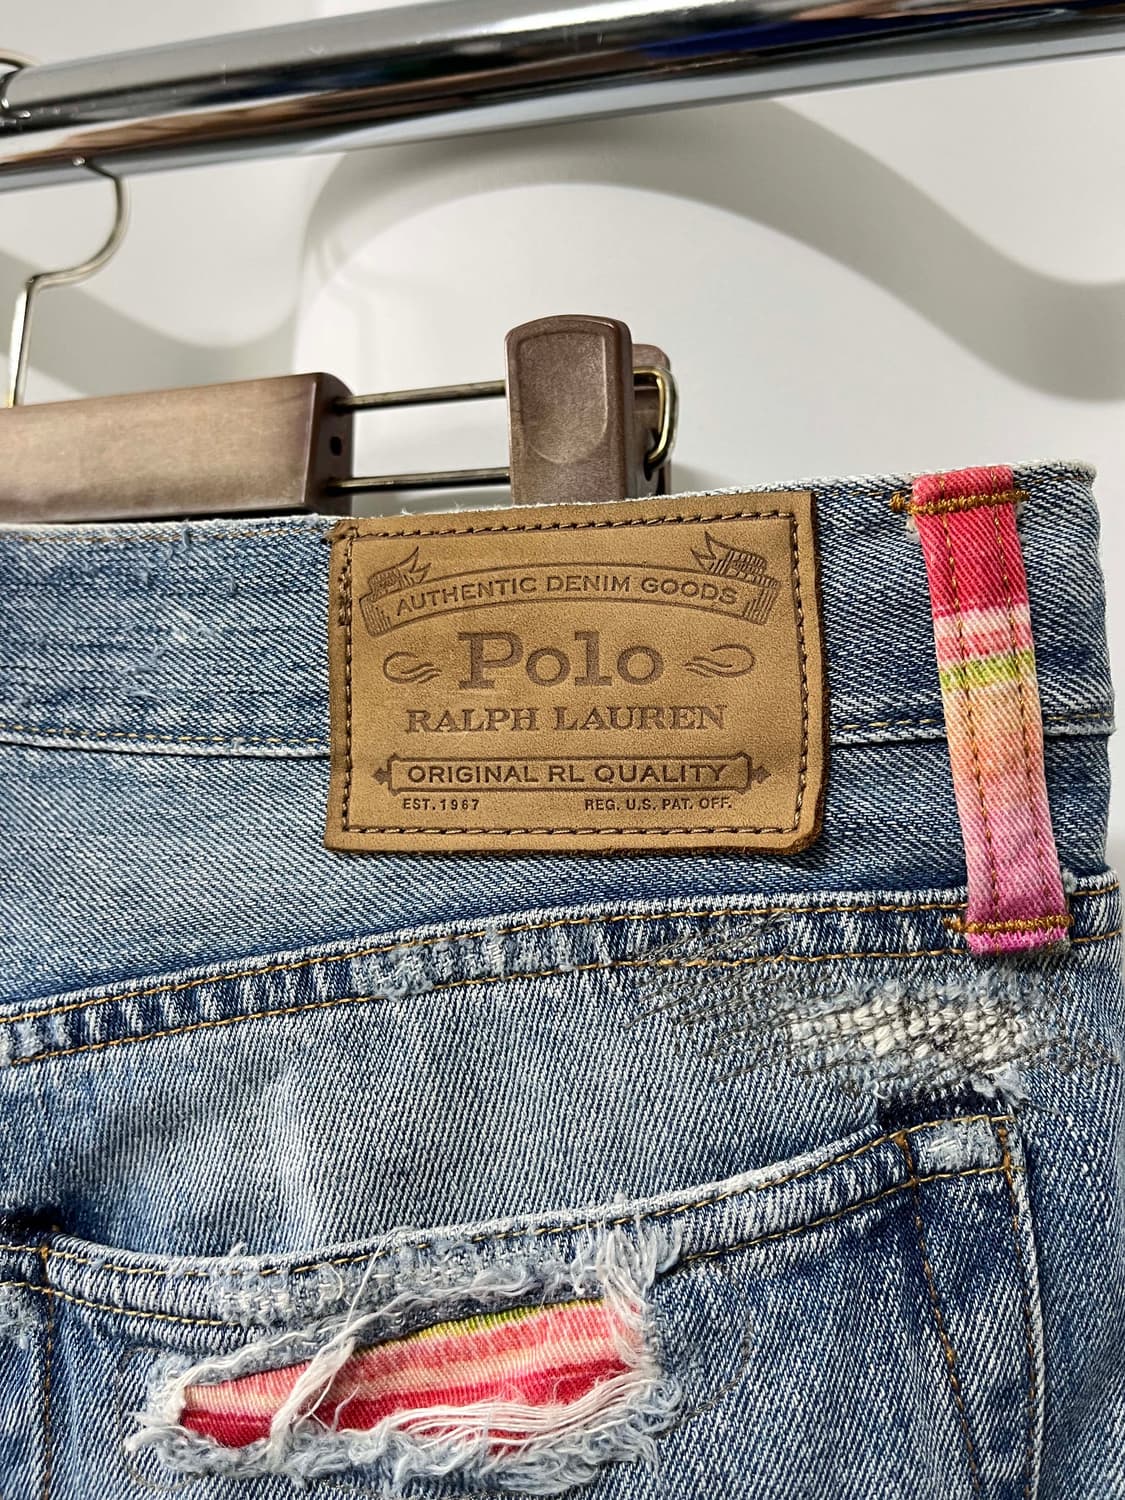 AUTHENTIC DENIM GOODS
Polo
RALPH LAUREN
ORIGINAL RL QUALITY
EST. 1967 REG. U.S. PAT. OFF.